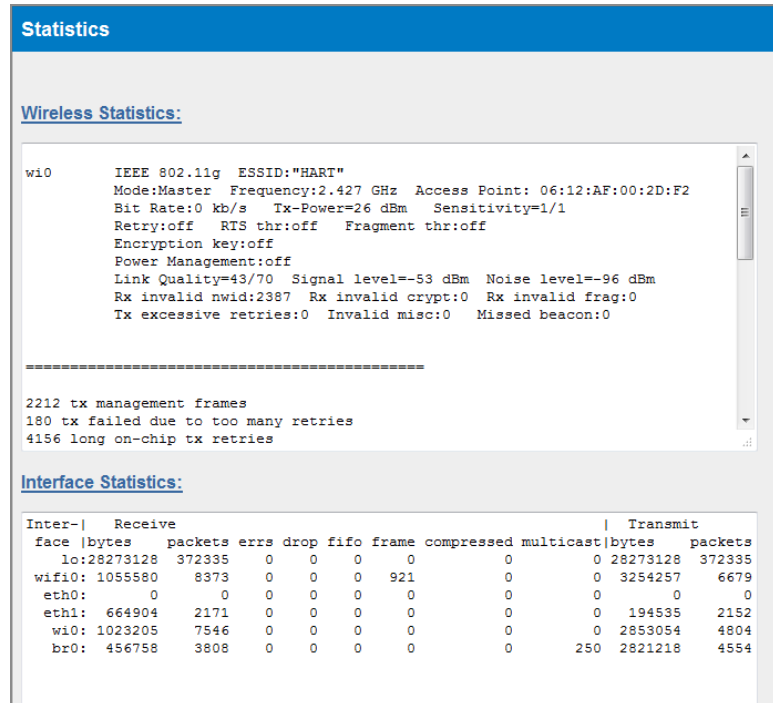 Statistics
Wireless Statistics:
wi0 IEEE 802.11g ESSID:"HART"
Mode:Master Frequency:2.427 GHz Access Point: 06:12:AF:00:2D:F2
Bit Rate:0 kb/s Tx-Power=26 dBm Sensitivity=1/1
Retry:off RTS thr:off Fragment thr:off
Encryption key:off
Power Management:off
Link Quality=43/70 Signal level=-53 dBm Noise level=-96 dBm
Rx invalid nwid:2387 Rx invalid crypt:0 Rx invalid frag:0
Tx excessive retries:0 Invalid misc:0 Missed beacon:0
=============================================
2212 tx management frames
180 tx failed due to too many retries
4156 long on-chip tx retries
Interface Statistics:
Inter-| Receive | Transmit
face |bytes packets errs drop fifo frame compressed multicast|bytes packets
lo:28273128 372335 0 0 0 0 0 0 28273128 372335
wifi0: 1055580 8373 0 0 0 921 0 0 3254257 6679
eth0: 0 0 0 0 0 0 0 0 0 0
eth1: 664904 2171 0 0 0 0 0 0 194535 2152
wi0: 1023205 7546 0 0 0 0 0 0 2853054 4804
br0: 456758 3808 0 0 0 0 0 250 2821218 4554